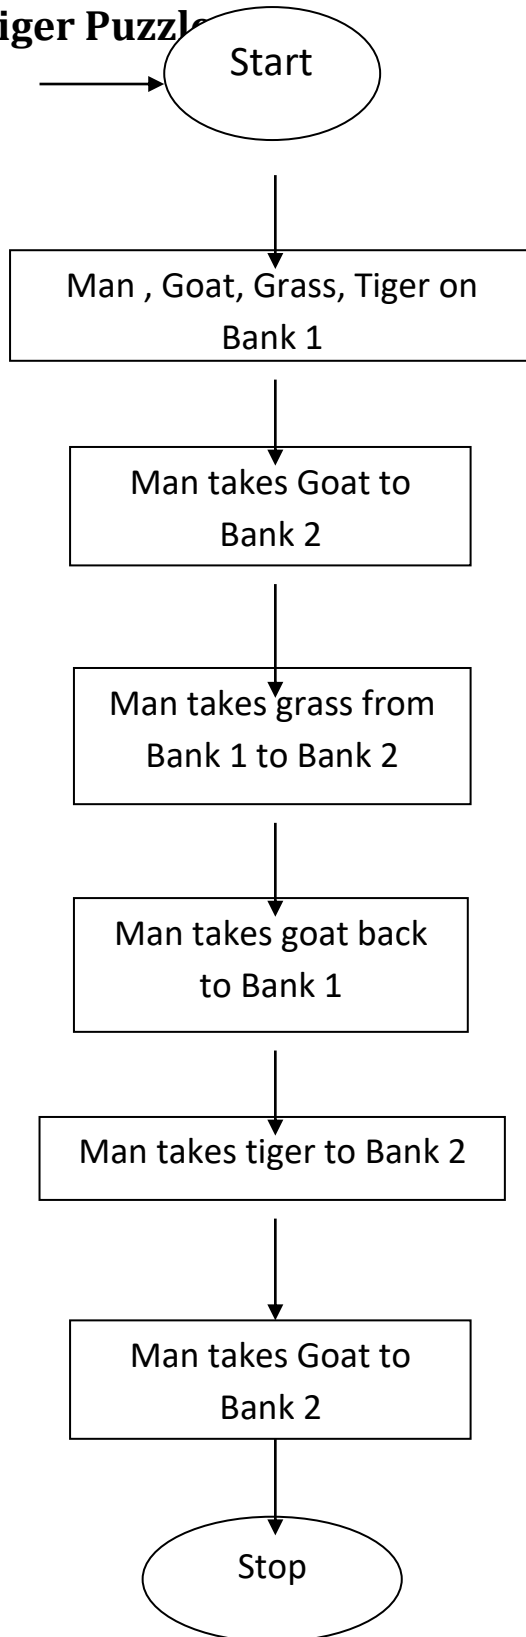 iger Puzzle
Start
Man , Goat, Grass, Tiger on
Bank 1
Man takes Goat to
Bank 2
Man takes grass from
Bank 1 to Bank 2
Man takes goat back
to Bank 1
Man takes tiger to Bank 2
Man takes Goat to
Bank 2
Stop